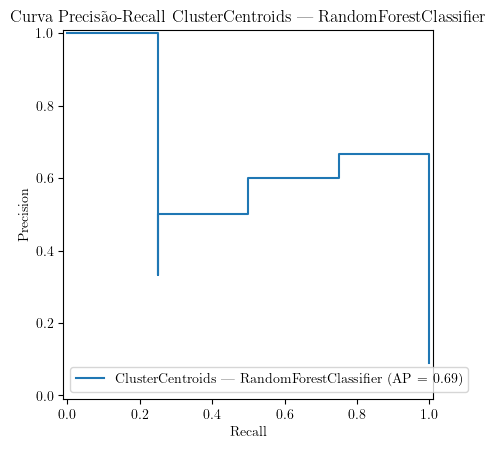 Curva Precisão-Recall ClusterCentroids — RandomForestClassifier
1.0
0.8
0.6
0.4
0.2
0.0
Precision
ClusterCentroids — RandomForestClassifier (AP = 0.69)
0.0 0.2 0.4 0.6 0.8 1.0
Recall